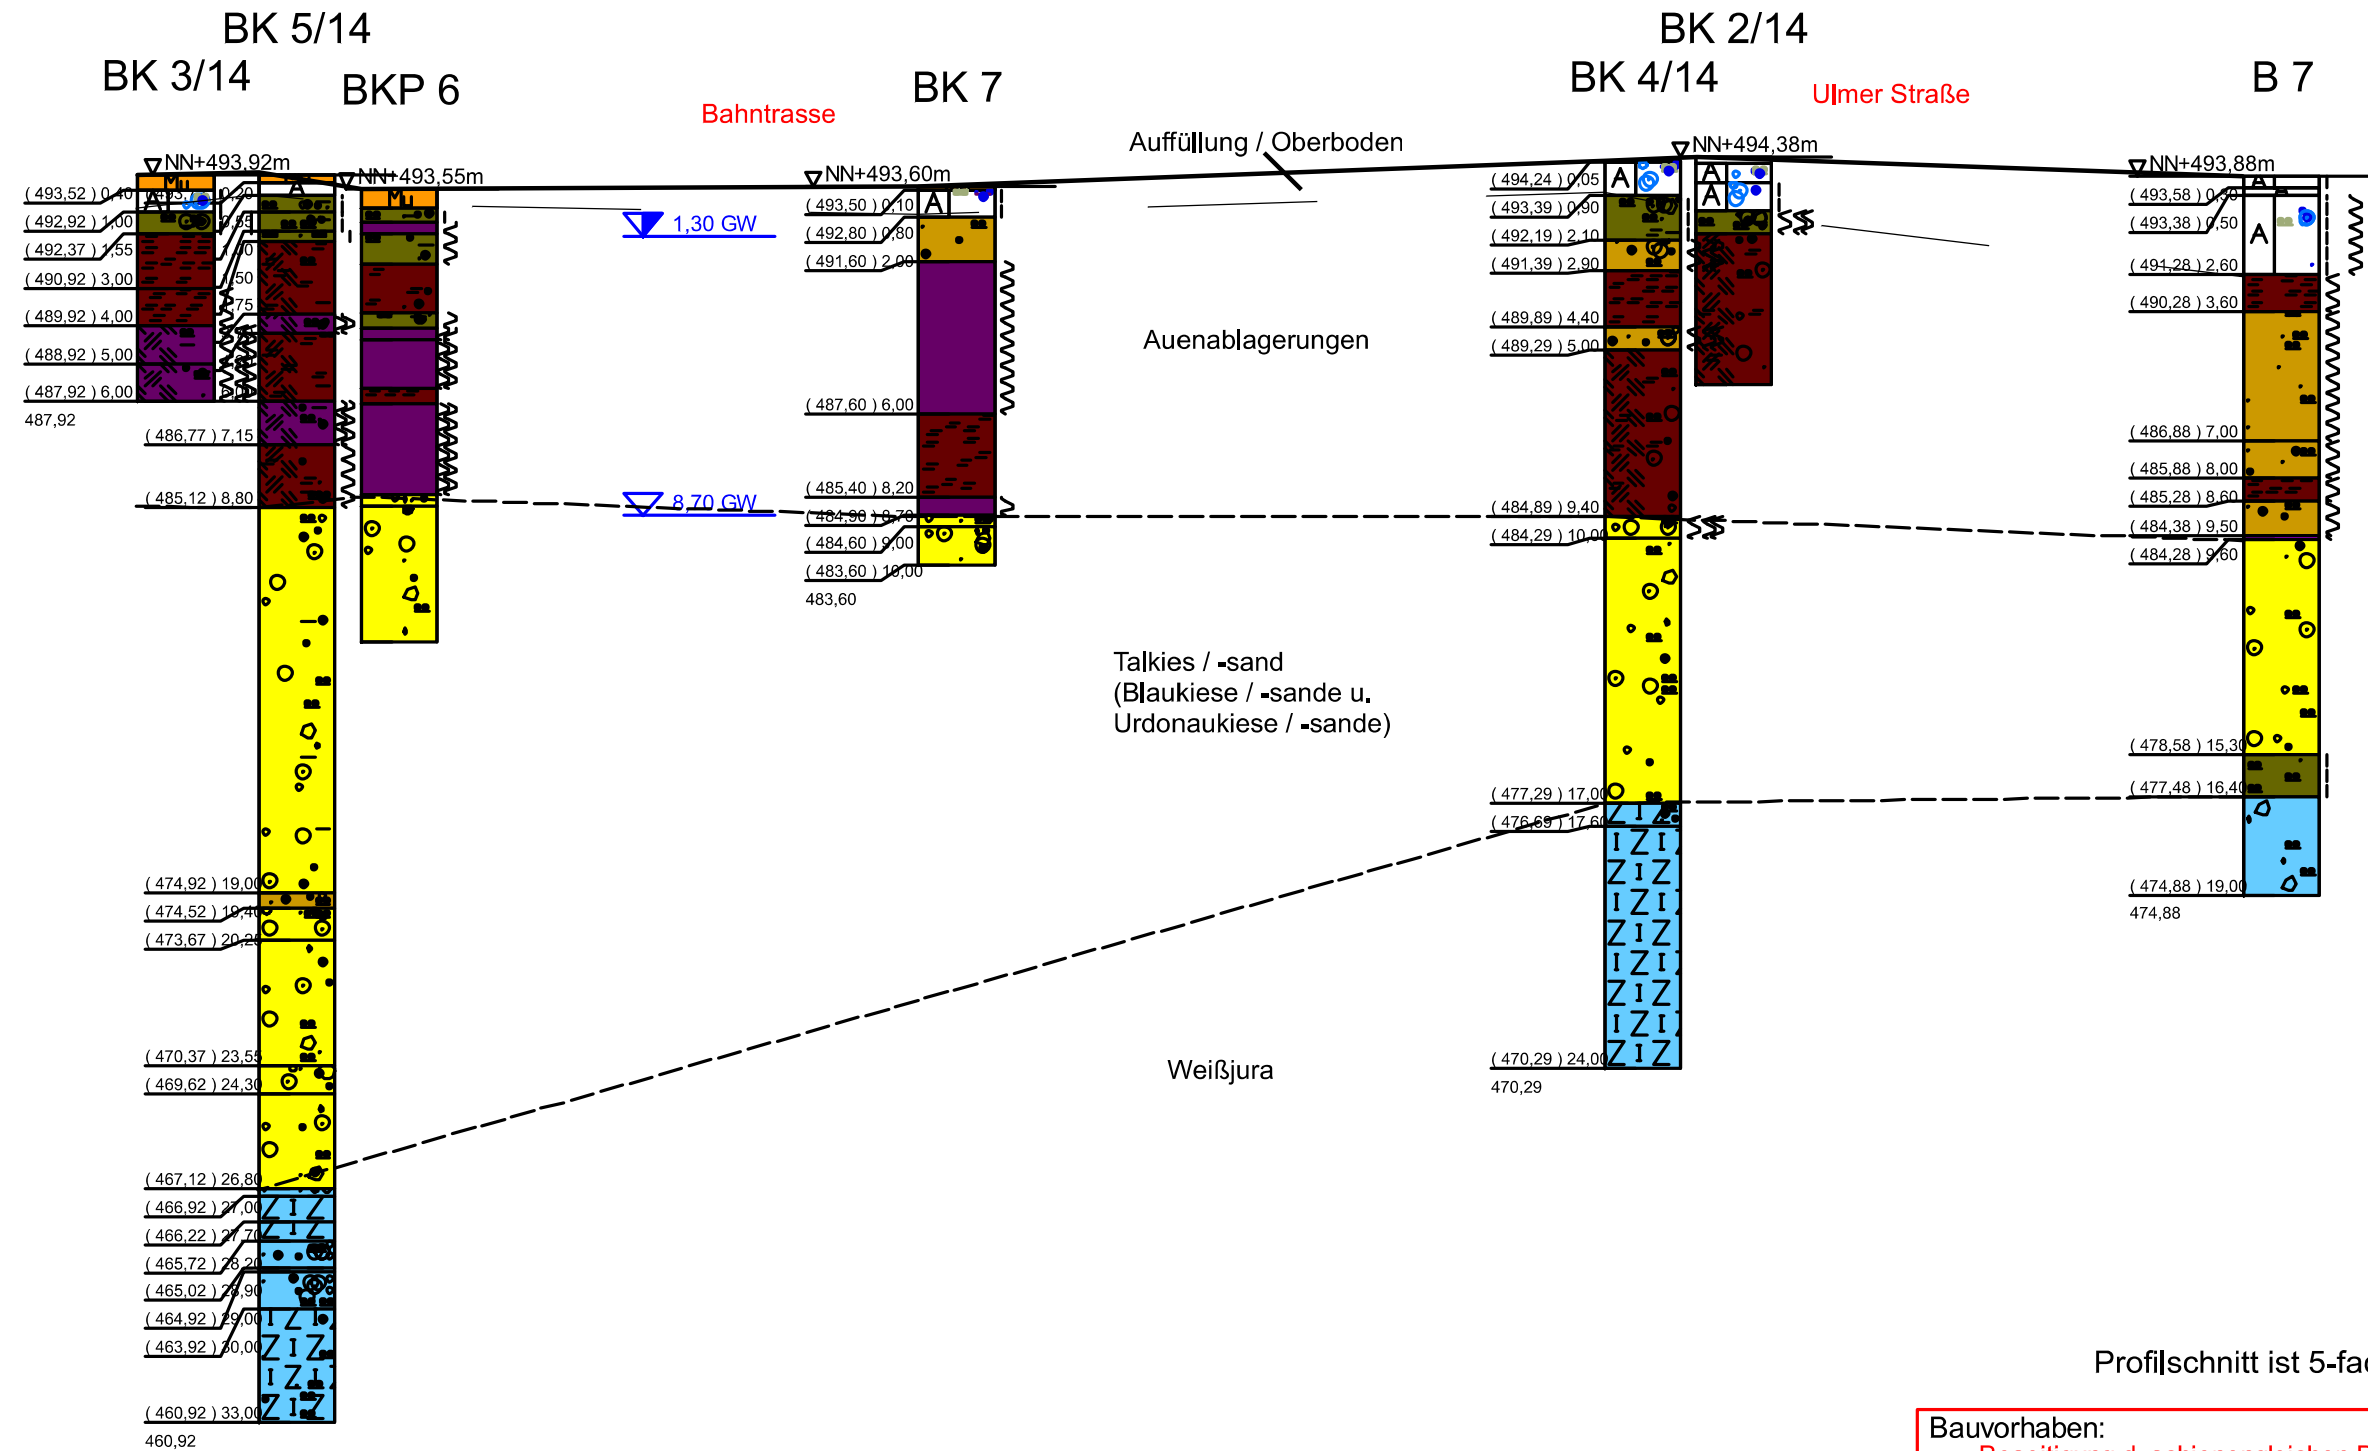 BK 5/14
BK 3/14
BKP 6
Bahntrasse
BK 7
BK 2/14
BK 4/14
Ulmer Straße
B 7
Auffüllung / Oberboden
NN+493,92m
NN+493,55m
NN+493,60m
NN+494,38m
NN+493,88m
( 493,52 ) 0,40
( 492,92 ) 1,00
( 492,37 ) 1,55
( 490,92 ) 3,00
( 489,92 ) 4,00
( 488,92 ) 5,00
( 487,92 ) 6,00
487,92
Mu
A
0,20
0,55
1,30
1,50
( 486,77 ) 7,15
( 485,12 ) 8,80
( 474,92 ) 19,00
( 474,52 ) 19,40
( 473,67 ) 20,25
( 470,37 ) 23,55
( 469,62 ) 24,30
( 467,12 ) 26,80
( 466,92 ) 27,00
( 466,22 ) 27,70
( 465,72 ) 28,20
( 465,02 ) 28,90
( 464,92 ) 29,00
( 463,92 ) 30,00
( 460,92 ) 33,00
460,92
A
Mu
1,30 GW
8,70 GW
( 493,50 ) 0,10
( 492,80 ) 0,80
( 491,60 ) 2,00
( 487,60 ) 6,00
( 485,40 ) 8,20
( 484,90 ) 8,70
( 484,60 ) 9,00
( 483,60 ) 10,00
483,60
A
Auenablagerungen
Talkies / -sand
(Blaukiese / -sande u.
Urdonaukiese / -sande)
Weißjura
( 494,24 ) 0,05
( 493,39 ) 0,90
( 492,19 ) 2,10
( 491,39 ) 2,90
( 489,89 ) 4,40
( 489,29 ) 5,00
( 484,89 ) 9,40
( 484,29 ) 10,00
( 477,29 ) 17,00
( 476,69 ) 17,60
( 470,29 ) 24,00
470,29
A
A
A
( 493,58 ) 0,30
( 493,38 ) 0,50
( 491,28 ) 2,60
( 490,28 ) 3,60
( 486,88 ) 7,00
( 485,88 ) 8,00
( 485,28 ) 8,60
( 484,38 ) 9,50
( 484,28 ) 9,60
( 478,58 ) 15,30
( 477,48 ) 16,40
( 474,88 ) 19,00
474,88
A
Profilschnitt ist 5-fac
Bauvorhaben: